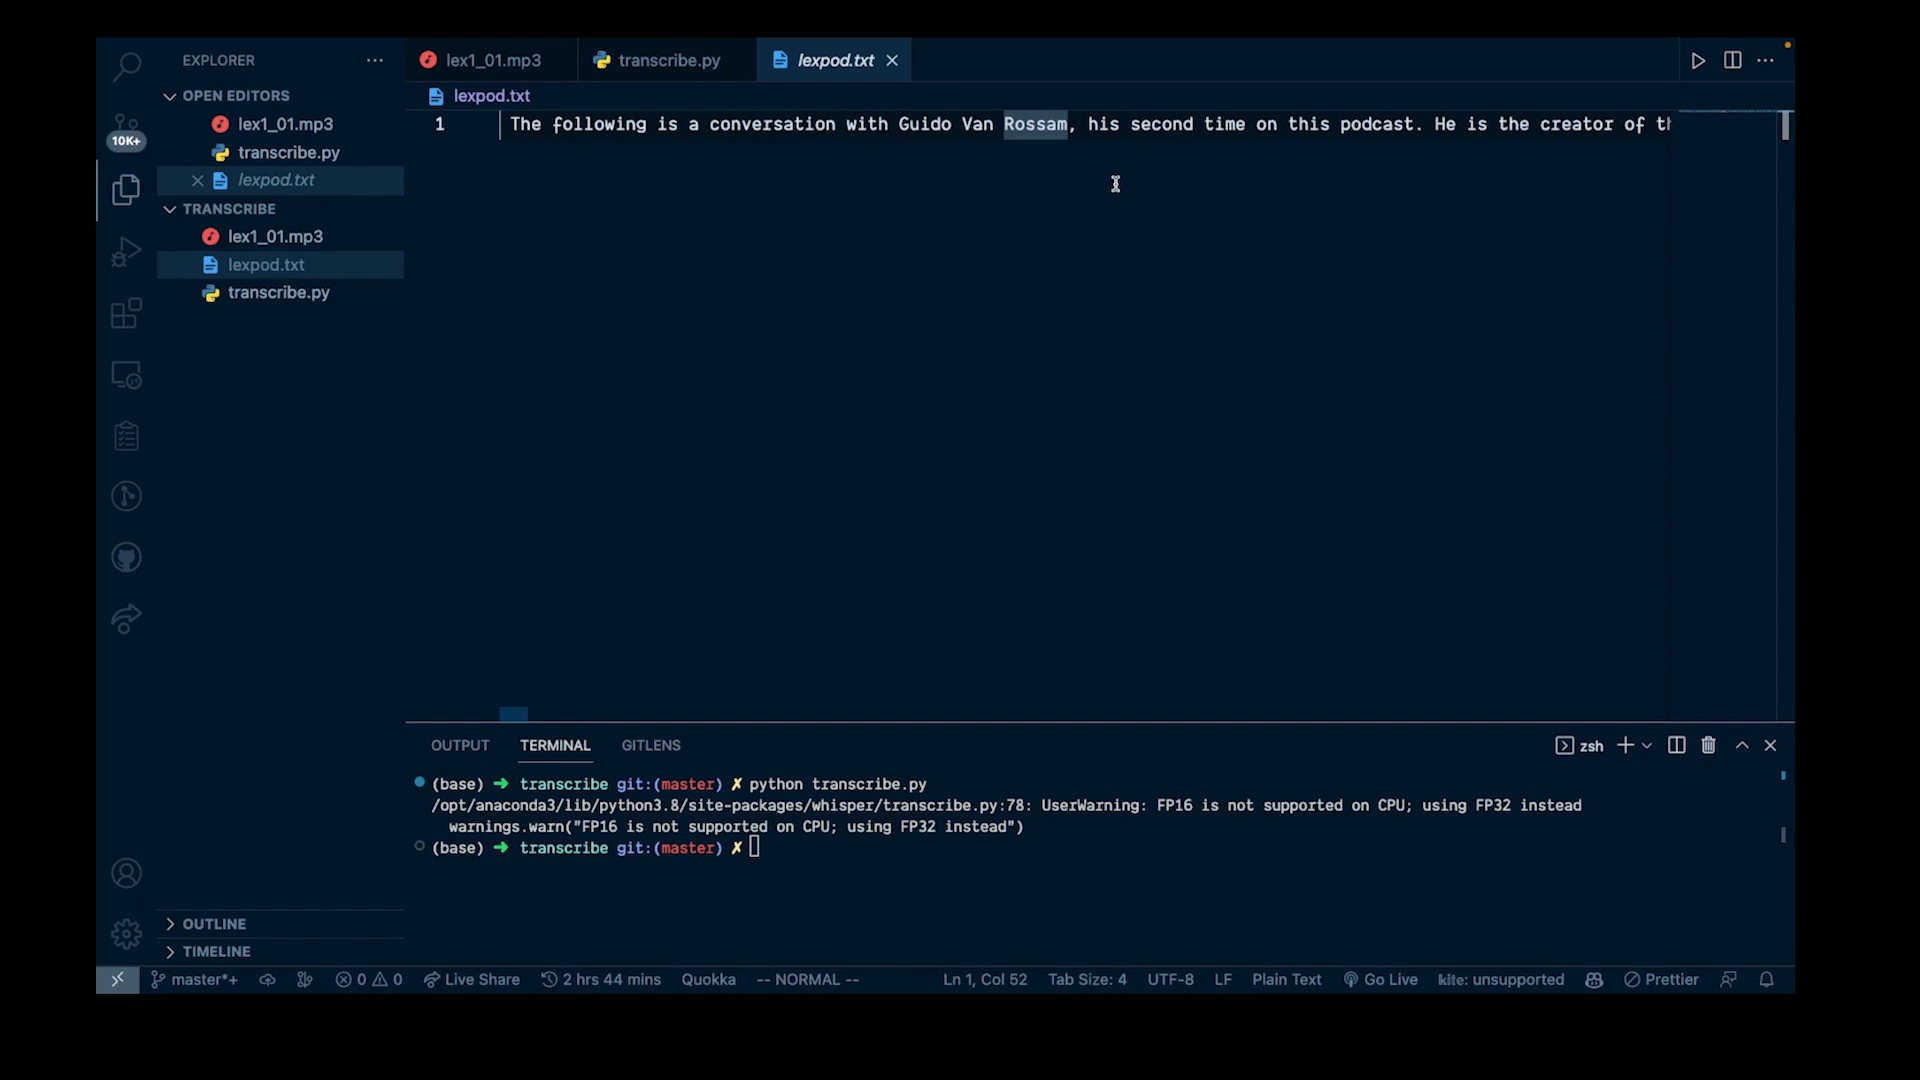 EXPLORER
lex1_01.mp3
transcribe.py
lexpod.txt
OPEN EDITORS
lexpod.txt
lex1_01.mp3
1
The following is a conversation with Guido Van Rossam, his second time on this podcast. He is the creator of th
10K+
transcribe.py
lexpod.txt
TRANSCRIBE
lex1_01.mp3
lexpod.txt
transcribe.py
OUTPUT
TERMINAL
GITLENS
zsh
(base) ➜ transcribe git:(master) ✗ python transcribe.py
/opt/anaconda3/lib/python3.8/site-packages/whisper/transcribe.py:78: UserWarning: FP16 is not supported on CPU; using FP32 instead
warnings.warn("FP16 is not supported on CPU; using FP32 instead")
(base) ➜ transcribe git:(master) ✗
OUTLINE
TIMELINE
master*+
0
0
Live Share
2 hrs 44 mins
Quokka
-- NORMAL --
Ln 1, Col 52
Tab Size: 4
UTF-8
LF
Plain Text
Go Live
kite: unsupported
Prettier